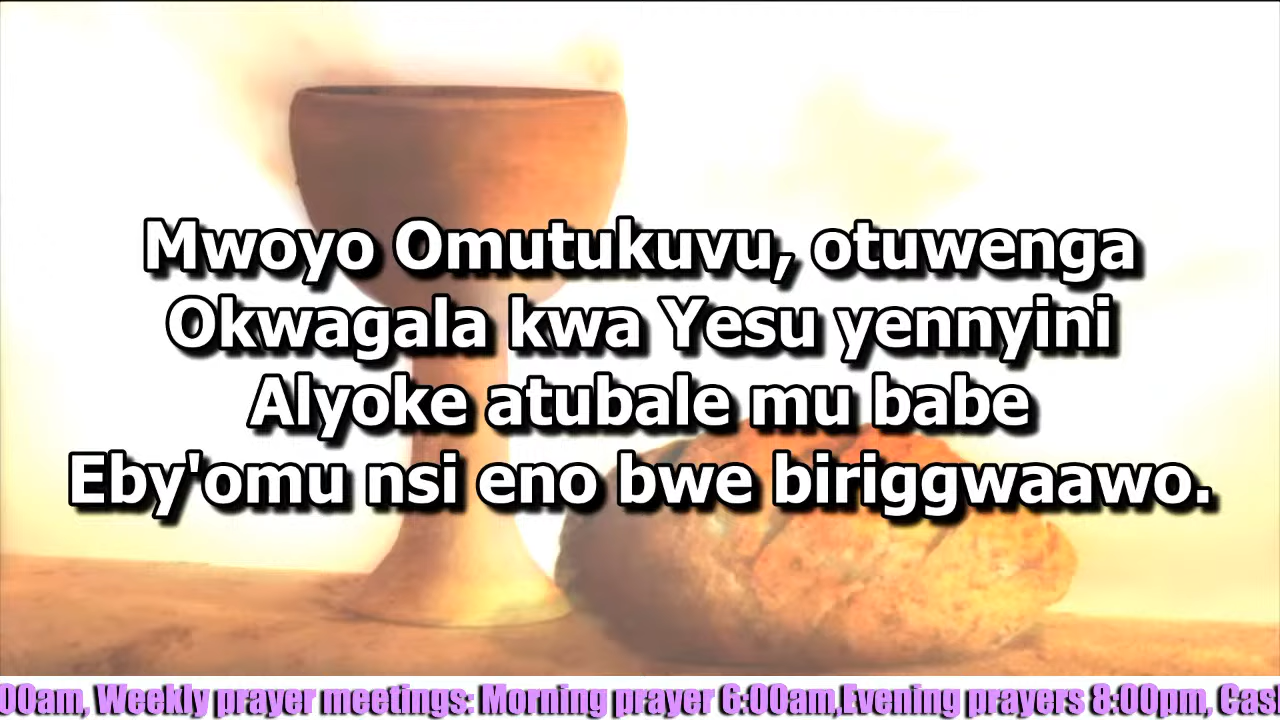 Mwoyo Omutukuvu, otuwenga
Okwagala kwa Yesu yennyini
Alyoke atubale mu babe
Eby'omu nsi eno bwe biriggwaawo.
00am, Weekly prayer meetings: Morning prayer 6:00am,Evening prayers 8:00pm,